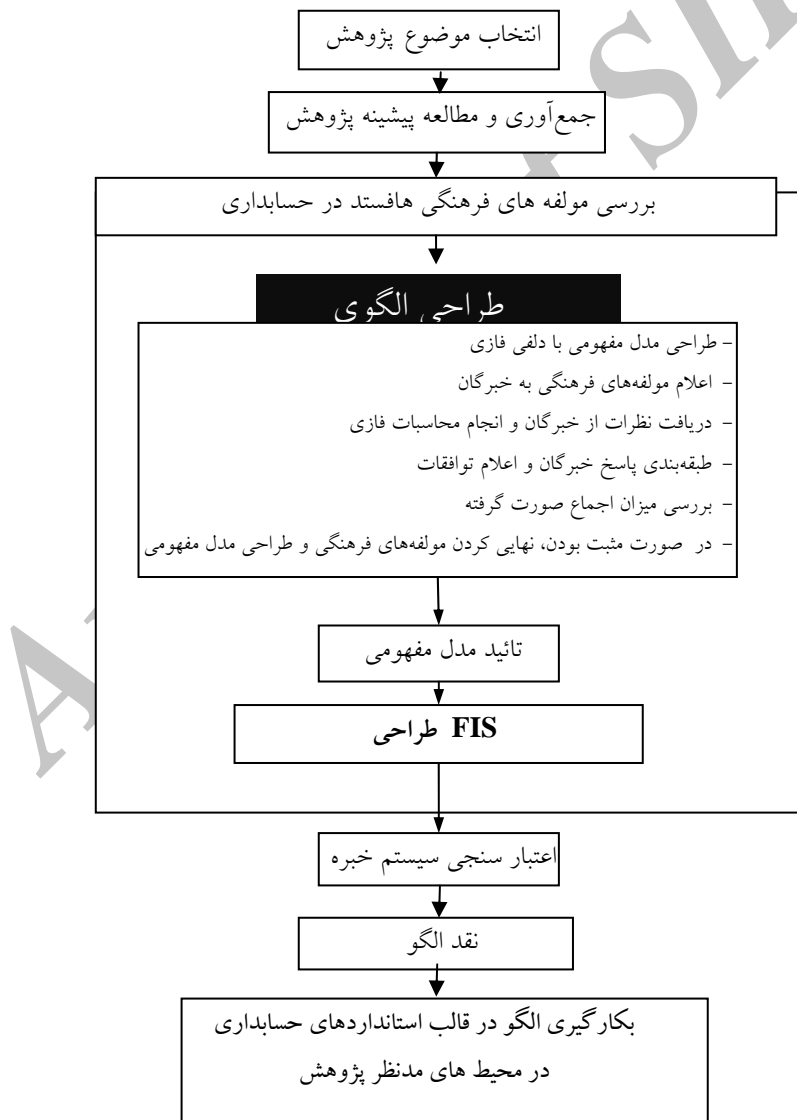 انتخاب موضوع پژوهش
جمع‌آوری و مطالعه پیشینه پژوهش
بررسی مولفه های فرهنگی هافستد در حسابداری
طراحی الگوی
- طراحی مدل مفهومی با دلفی فازی
- اعلام مولفه‌های فرهنگی به خبرگان
- دریافت نظرات از خبرگان و انجام محاسبات فازی
- طبقه‌بندی پاسخ خبرگان و اعلام توافقات
- بررسی میزان اجماع صورت گرفته
- در صورت مثبت بودن، نهایی کردن مولفه‌های فرهنگی و طراحی مدل مفهومی
تائید مدل مفهومی
طراحی FIS
اعتبار سنجی سیستم خبره
نقد الگو
بکارگیری الگو در قالب استانداردهای حسابداری
در محیط های مدنظر پژوهش